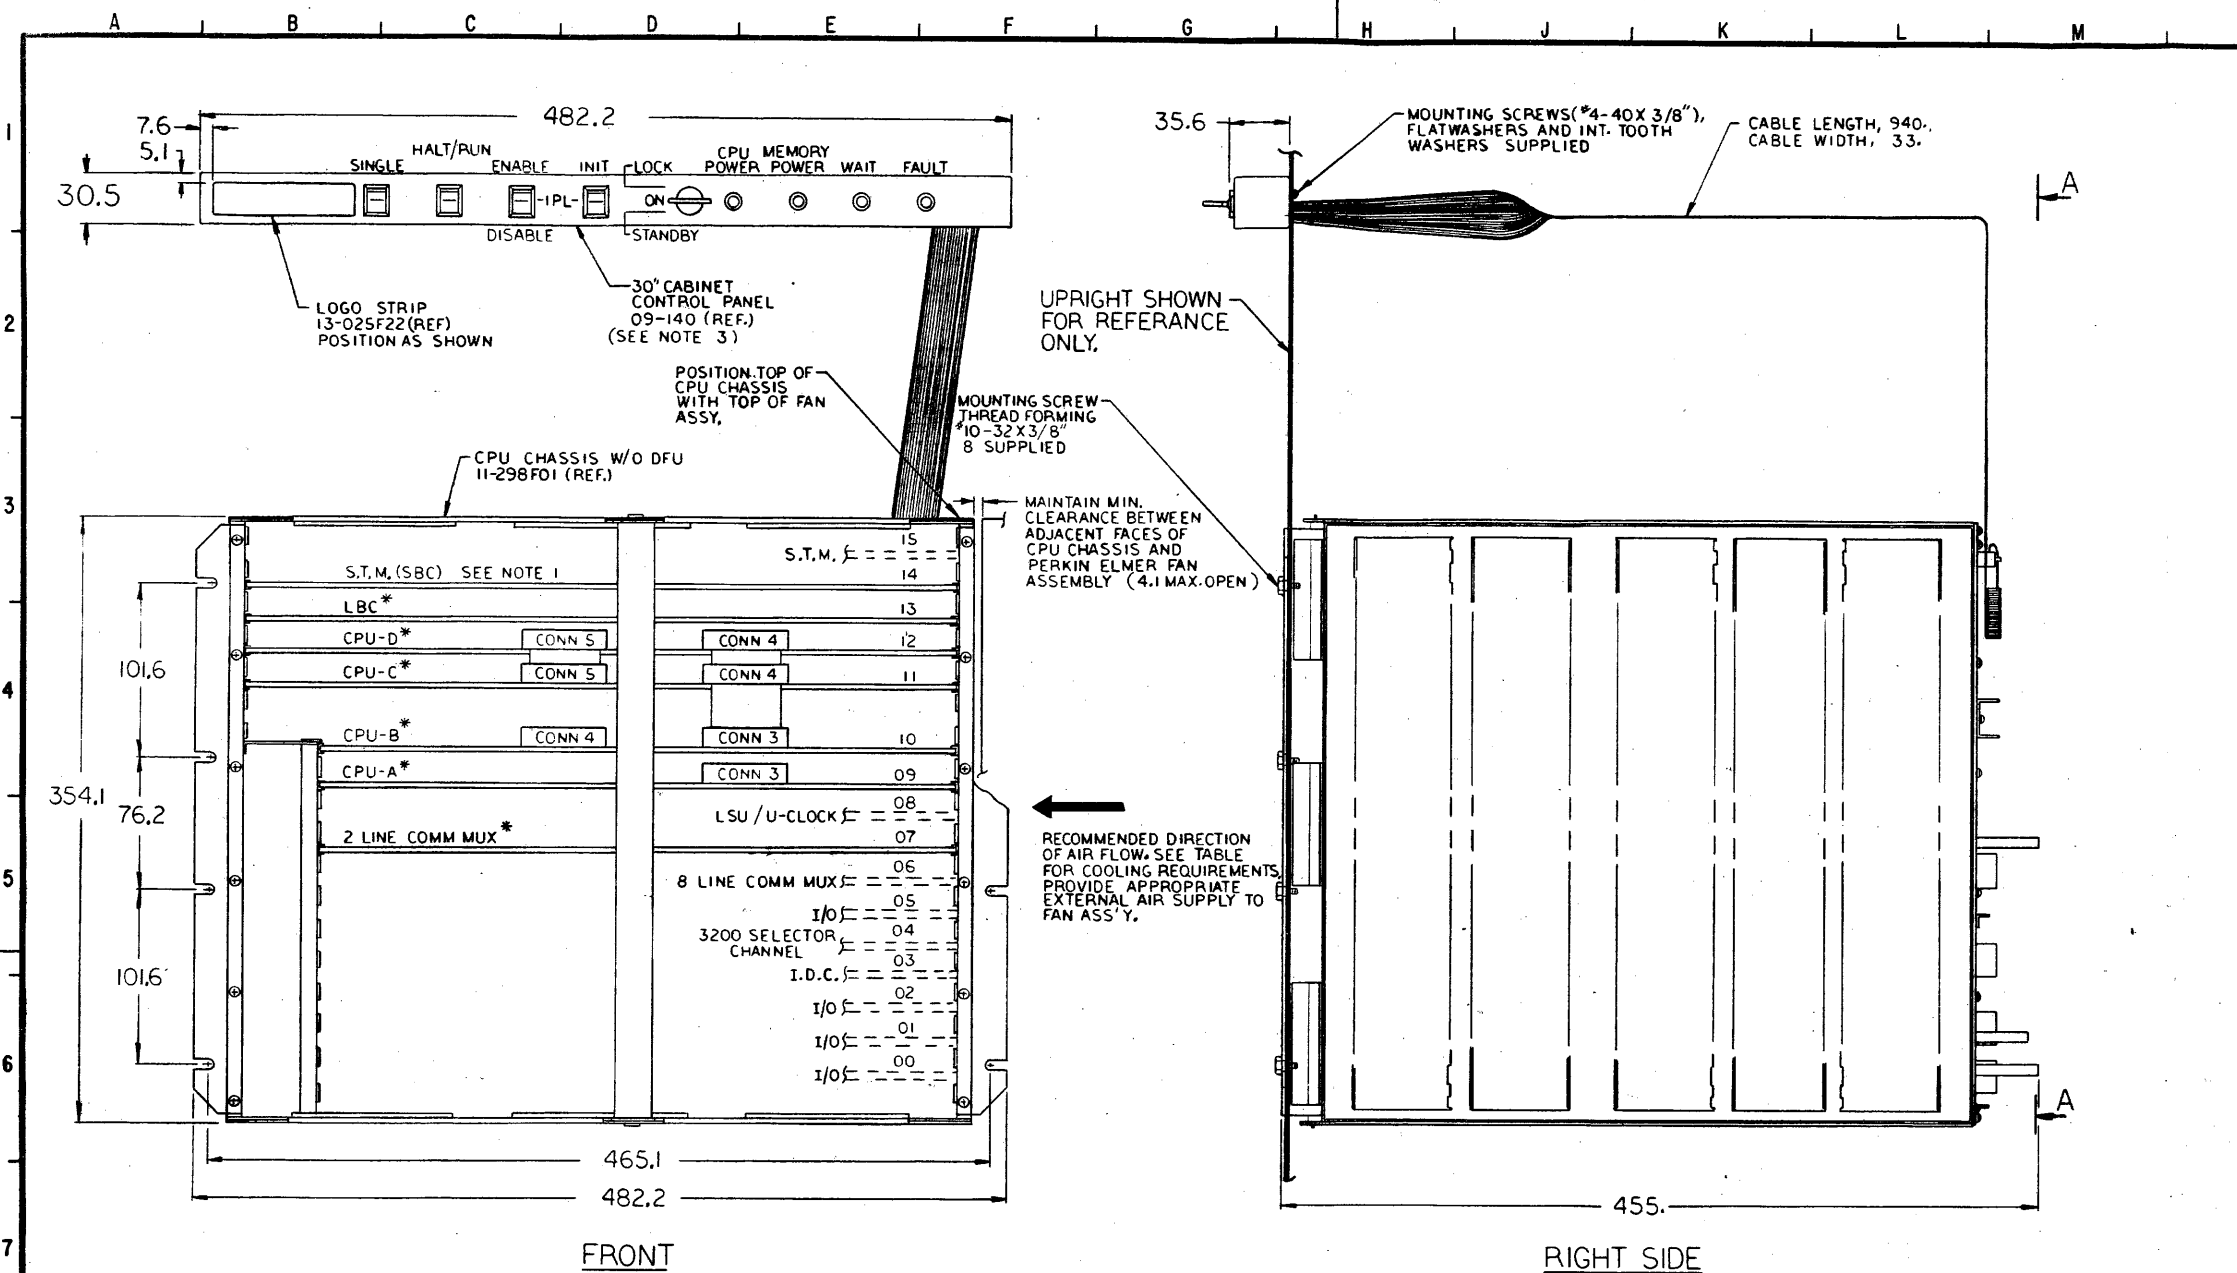 A B C D E F G H J K L M
1
2
3
4
5
6
7
482.2
7.6
5.1
30.5
HALT/RUN
SINGLE
ENABLE
INIT
LOCK
CPU POWER
MEMORY POWER
WAIT
FAULT
-IPL-
ON
DISABLE
STANDBY
LOGO STRIP
13-025F22(REF)
POSITION AS SHOWN
30" CABINET
CONTROL PANEL
09-140 (REF.)
(SEE NOTE 3)
POSITION TOP OF
CPU CHASSIS
WITH TOP OF FAN
ASSY.
CPU CHASSIS W/O DFU
11-298F01 (REF.)
MOUNTING SCREW
THREAD FORMING
#10-32X3/8"
8 SUPPLIED
MAINTAIN MIN.
CLEARANCE BETWEEN
ADJACENT FACES OF
CPU CHASSIS AND
PERKIN ELMER FAN
ASSEMBLY (4.1 MAX. OPEN)
35.6
MOUNTING SCREWS(#4-40X 3/8"),
FLATWASHERS AND INT. TOOTH
WASHERS SUPPLIED
CABLE LENGTH, 940.,
CABLE WIDTH, 33.
A
UPRIGHT SHOWN
FOR REFERANCE
ONLY.
15
S.T.M.
S.T.M. (SBC) SEE NOTE 1
14
LBC*
13
CPU-D*
CONN 5
CONN 4
12
CPU-C*
CONN 5
CONN 4
11
CPU-B*
CONN 4
CONN 3
10
CPU-A*
CONN 3
09
LSU/U-CLOCK
08
2 LINE COMM MUX*
07
06
8 LINE COMM MUX
05
I/O
04
3200 SELECTOR
CHANNEL
03
I.D.C.
02
I/O
01
I/O
00
I/O
354.1
101.6
76.2
101.6
RECOMMENDED DIRECTION
OF AIR FLOW. SEE TABLE
FOR COOLING REQUIREMENTS,
PROVIDE APPROPRIATE
EXTERNAL AIR SUPPLY TO
FAN ASS'Y.
A
465.1
482.2
455.
FRONT
RIGHT SIDE